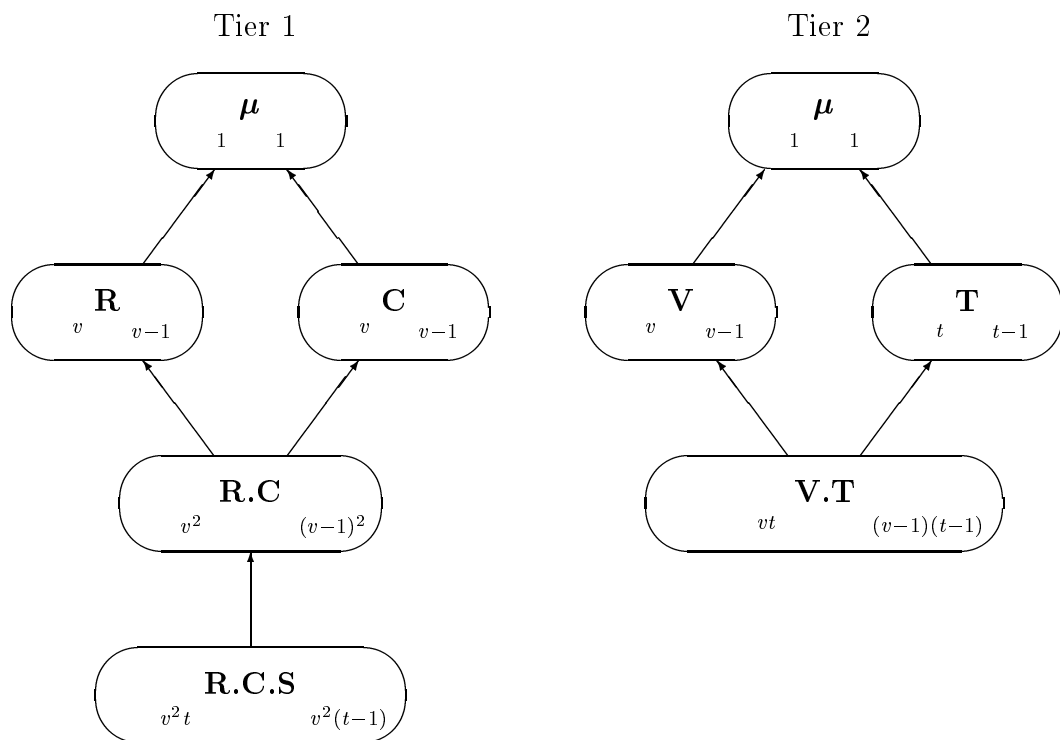 Tier 1
μ
1 1
R
v v−1
C
v v−1
R.C
v² (v−1)²
R.C.S
v²t v²(t−1)
Tier 2
μ
1 1
V
v v−1
T
t t−1
V.T
vt (v−1)(t−1)